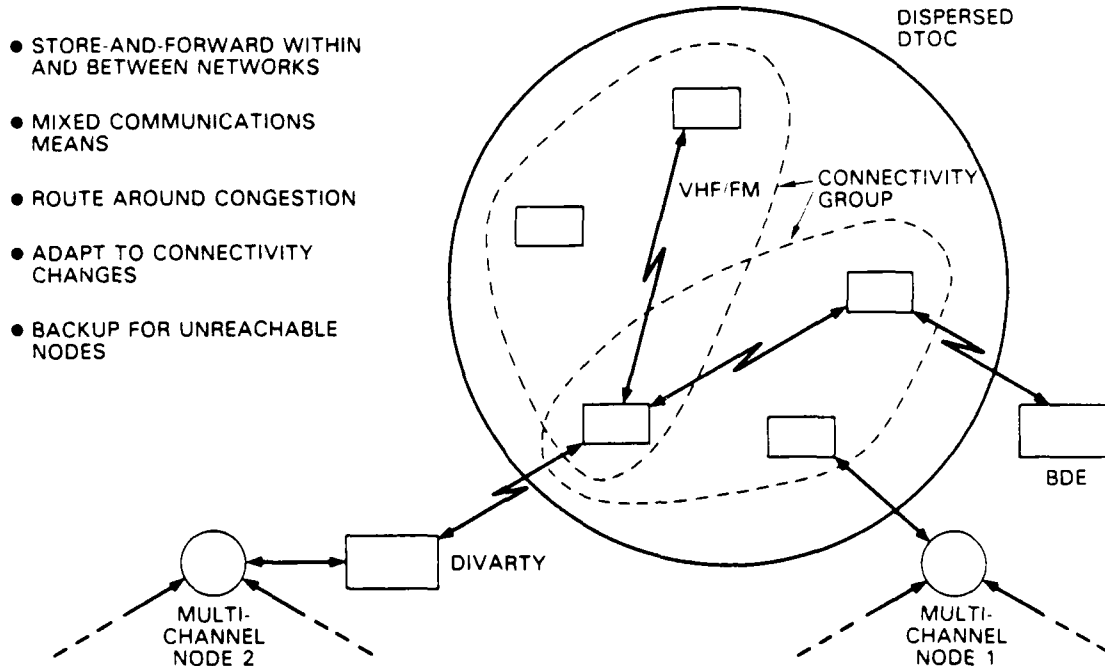 ● STORE-AND-FORWARD WITHIN
AND BETWEEN NETWORKS
● MIXED COMMUNICATIONS
MEANS
● ROUTE AROUND CONGESTION
● ADAPT TO CONNECTIVITY
CHANGES
● BACKUP FOR UNREACHABLE
NODES
DISPERSED
DTOC
VHF/FM
CONNECTIVITY
GROUP
BDE
DIVARTY
MULTI-
CHANNEL
NODE 2
MULTI-
CHANNEL
NODE 1